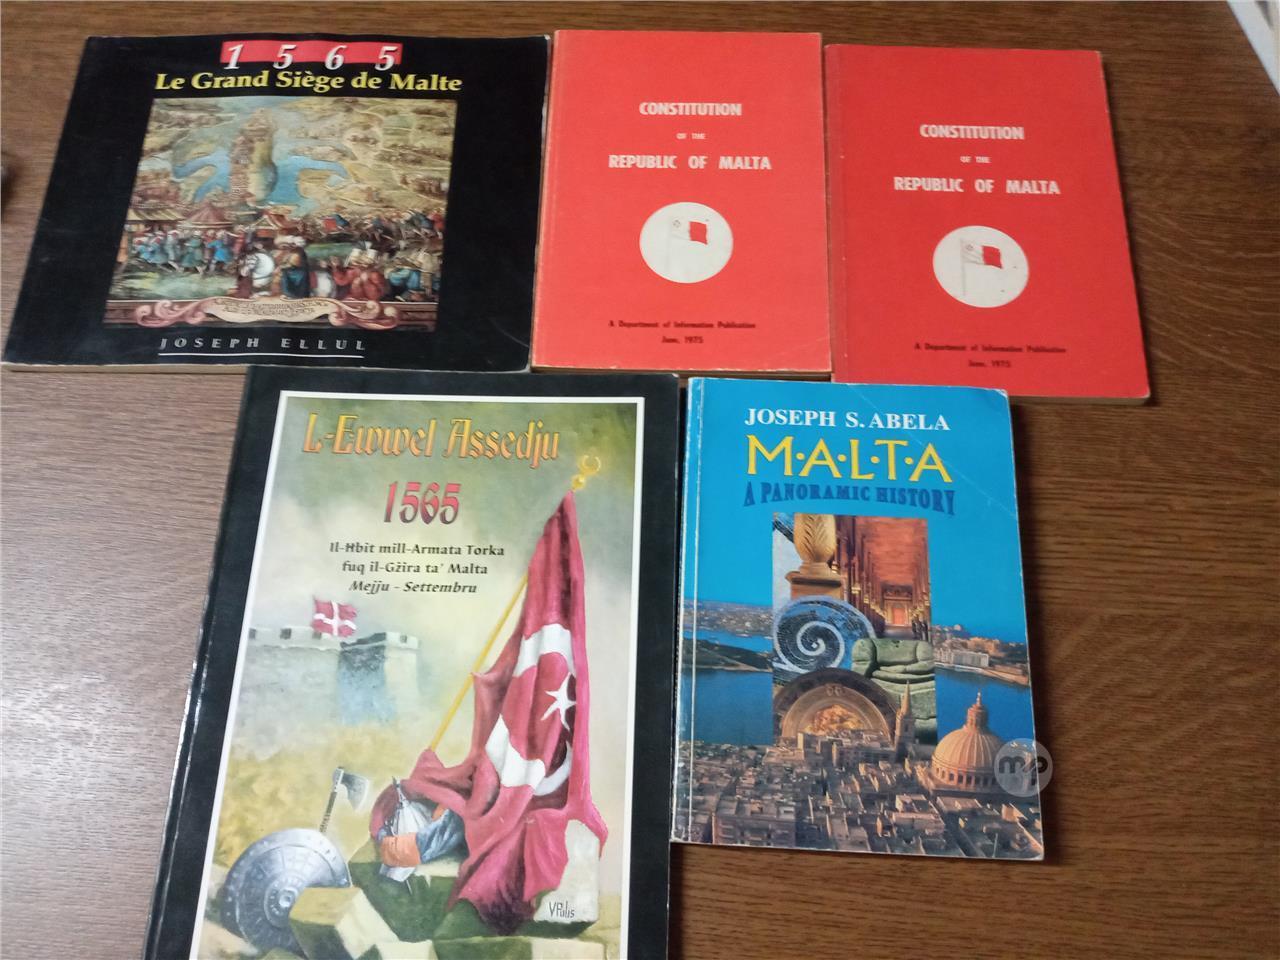 1565
Le Grand Siège de Malte
JOSEPH ELLUL
CONSTITUTION
OF THE
REPUBLIC OF MALTA
A Department of Information Publication
June, 1975
CONSTITUTION
OF THE
REPUBLIC OF MALTA
A Department of Information Publication
June, 1975
L-Ewwel Assedju
1565
Il-Ħbit mill-Armata Torka
fuq il-Gżira ta' Malta
Mejju - Settembru
VPulis
JOSEPH S. ABELA
M·A·L·T·A
A PANORAMIC HISTORY
mp